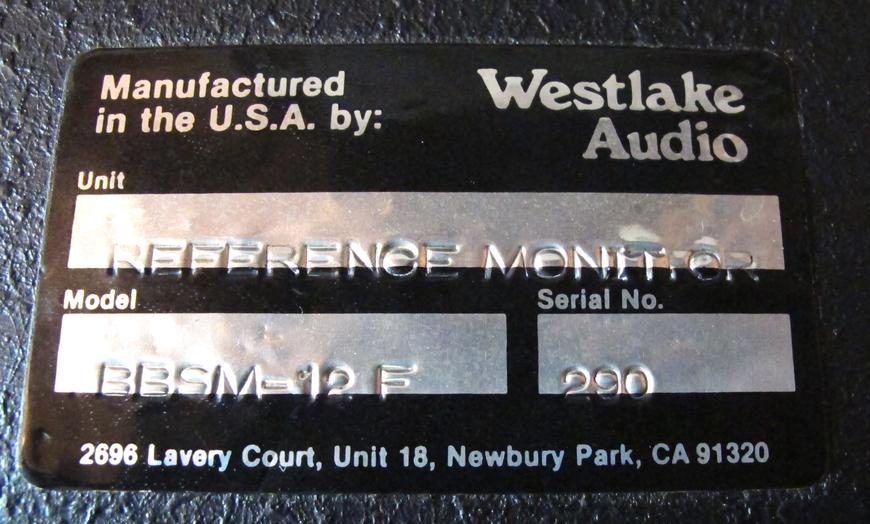 Manufactured
in the U.S.A. by:
Westlake
Audio
Unit
REFERENCE MONITOR
Model
Serial No.
BBSM-12 F
290
2696 Lavery Court, Unit 18, Newbury Park, CA 91320